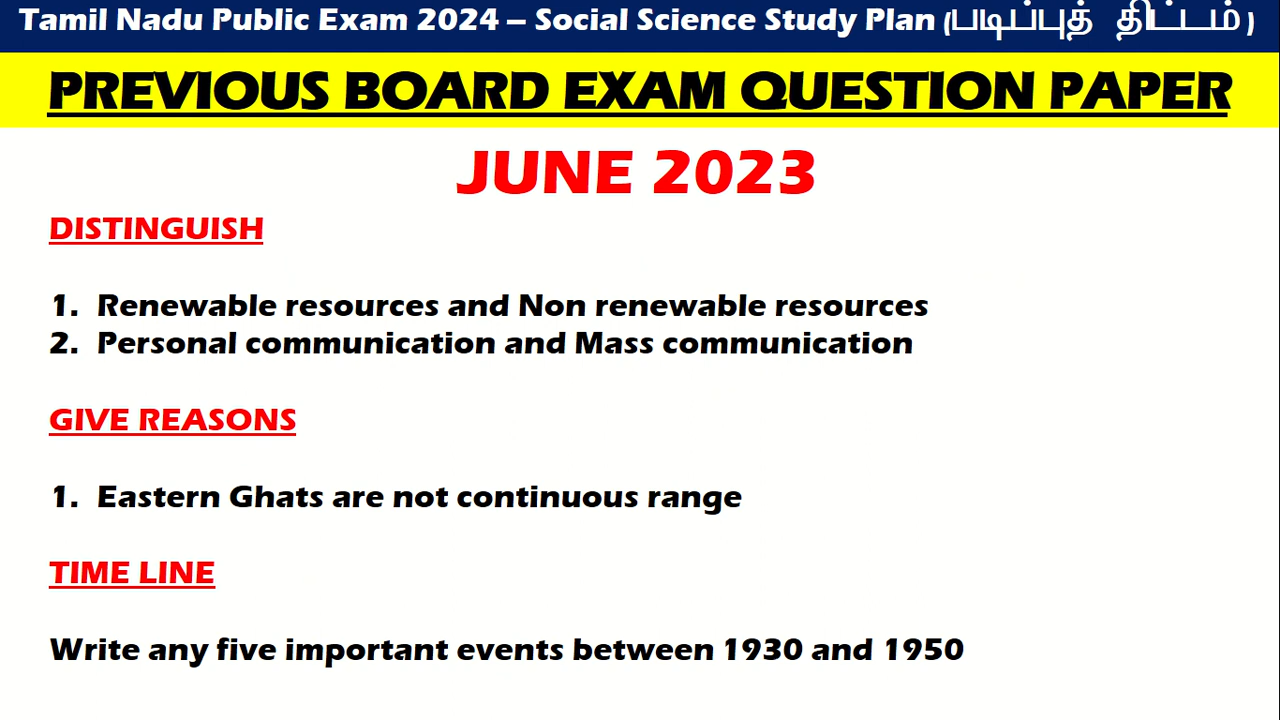 Tamil Nadu Public Exam 2024 – Social Science Study Plan (படிப்புத் திட்டம்)
PREVIOUS BOARD EXAM QUESTION PAPER
JUNE 2023
DISTINGUISH
1. Renewable resources and Non renewable resources
2. Personal communication and Mass communication
GIVE REASONS
1. Eastern Ghats are not continuous range
TIME LINE
Write any five important events between 1930 and 1950